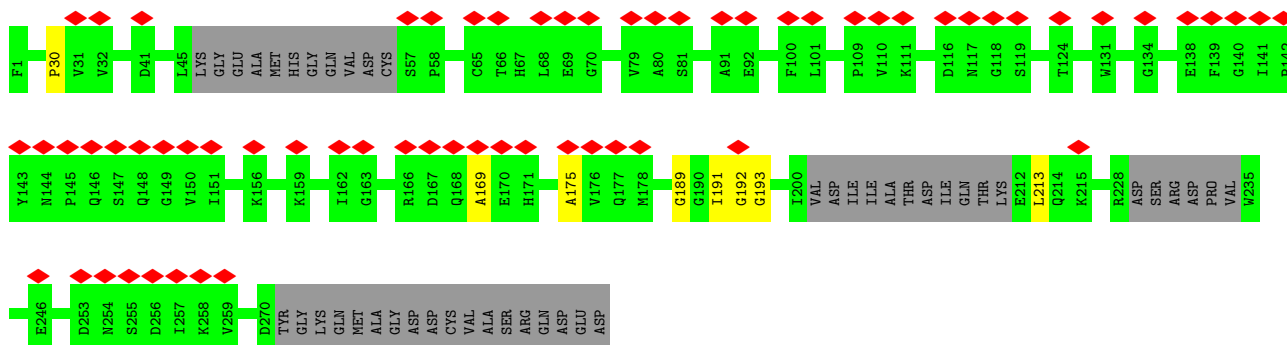 F1 P30 V31 V32 D41 L45 LYS GLY GLU ALA MET HIS GLY GLN VAL ASP CYS S57 P58 C65 T66 H67 L68 E69 G70 V79 A80 S81 A91 E92 F100 L101 P109 V110 K111 D116 N117 G118 S119 T124 W131 G134 E138 F139 G140 I141 P142
Y143 N144 P145 Q146 S147 Q148 G149 V150 I151 K156 K159 I162 G163 R166 D167 Q168 A169 E170 H171 A175 V176 Q177 M178 G189 G190 I191 G192 G193 I200 VAL ASP ILE ILE ALA THR ASP ILE GLN THR LYS E212 L213 Q214 K215 R228 ASP SER ARG ASP PRO VAL W235
E246 D253 N254 S255 D256 I257 K258 V259 D270 TYR GLY LYS GLN MET ALA GLY ASP ASP CYS VAL ALA SER ARG GLN ASP GLU ASP